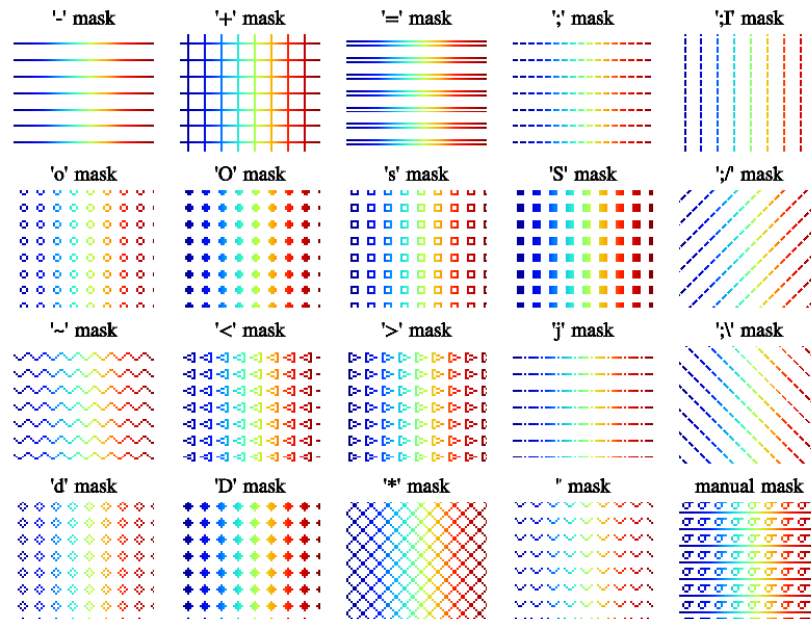 '-' mask
'+' mask
'=' mask
';' mask
';I' mask
'o' mask
'O' mask
's' mask
'S' mask
';/' mask
'~' mask
'<' mask
'>' mask
'j' mask
';\' mask
'd' mask
'D' mask
'*' mask
'' mask
manual mask
σ σ σ σ σ σ σ σ
σ σ σ σ σ σ σ σ
σ σ σ σ σ σ σ σ
σ σ σ σ σ σ σ σ
σ σ σ σ σ σ σ σ
σ σ σ σ σ σ σ σ